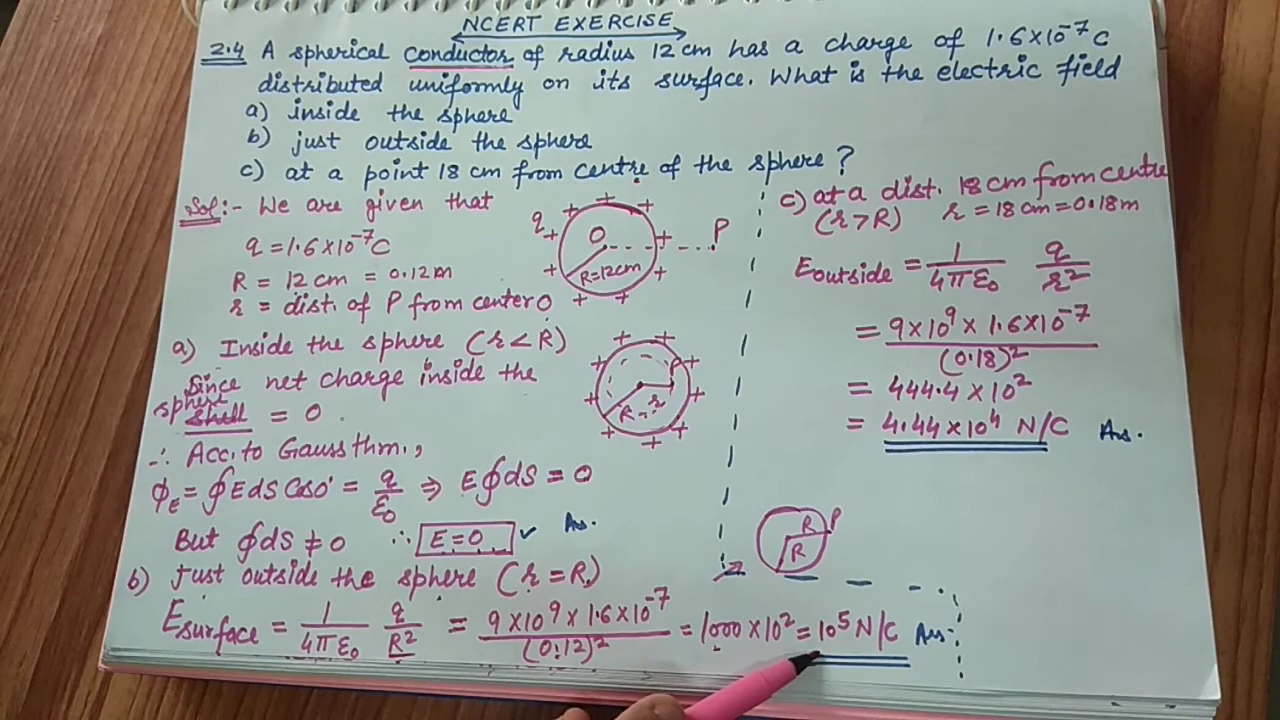 NCERT EXERCISE
2.4 A spherical conductor of radius 12 cm has a charge of 1.6×10⁻⁷C
distributed uniformly on its surface. What is the electric field
a) inside the sphere
b) just outside the sphere
c) at a point 18 cm from centre of the sphere?
Sol:- We are given that
q = 1.6×10⁻⁷C
R = 12 cm = 0.12m
r = dist. of P from center O
q O P
R=12cm
a) Inside the sphere (r < R)
Since net charge inside the
sphere shell = 0.
P
R r
∴ Acc. to Gauss thm.,
ϕ_E = ∮EdS Cos0° = q/ε₀ ⇒ E∮dS = 0
But ∮dS ≠ 0 ∴ E=0 ✓ Ans.
b) Just outside the sphere (r = R)
E_surface = 1/4πε₀ q/R² = 9×10⁹×1.6×10⁻⁷/(0.12)² = 1000×10² = 10⁵ N/C Ans.
c) at a dist. 18cm from centre
(r > R) r = 18cm = 0.18m
E_outside = 1/4πε₀ q/r²
= 9×10⁹×1.6×10⁻⁷/(0.18)²
= 444.4×10²
= 4.44×10⁴ N/C Ans.
R P
R